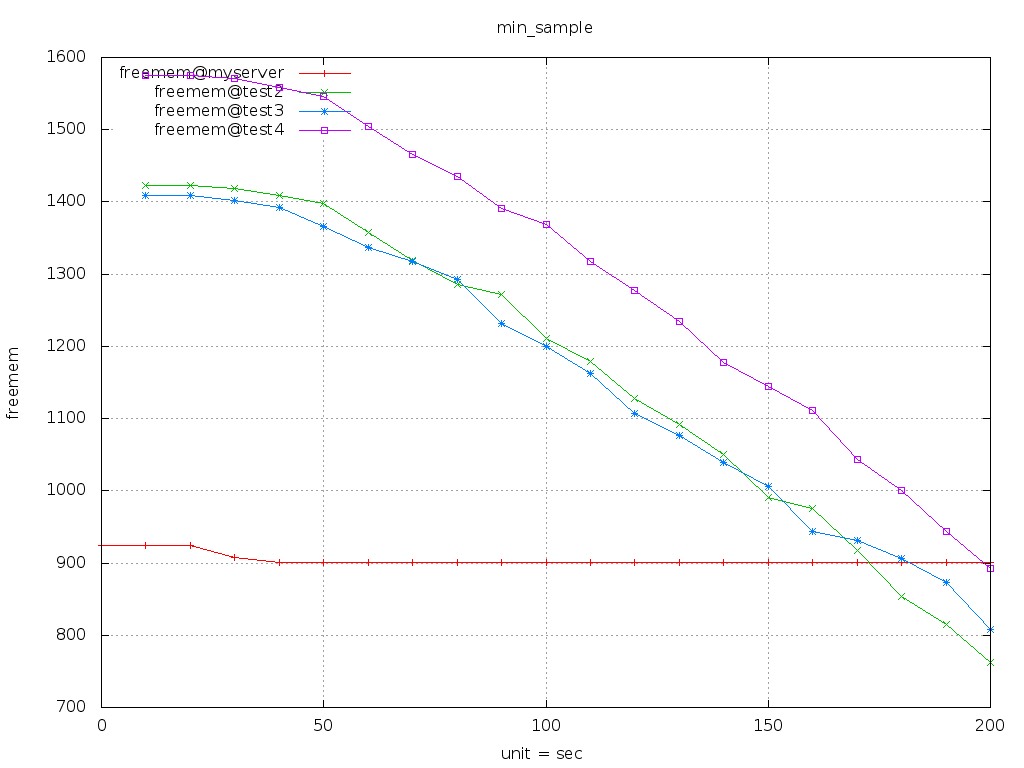 min_sample
1600
1500
1400
1300
1200
1100
1000
900
800
700
freemem
freemem@myserver
freemem@test2
freemem@test3
freemem@test4
0 50 100 150 200
unit = sec